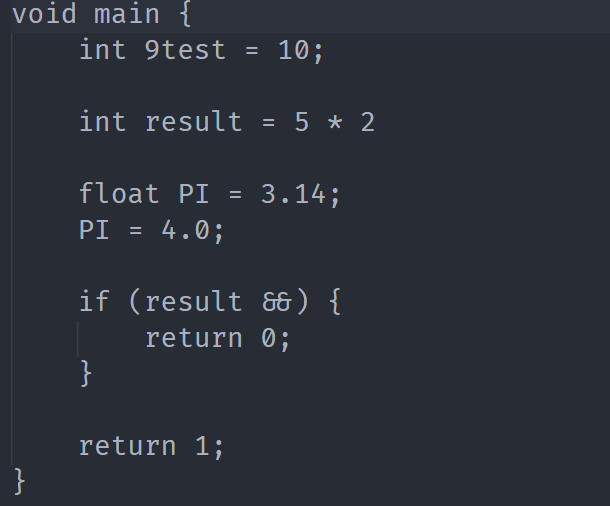 void main {
int 9test = 10;
int result = 5 * 2
float PI = 3.14;
PI = 4.0;
if (result &&) {
return 0;
}
return 1;
}